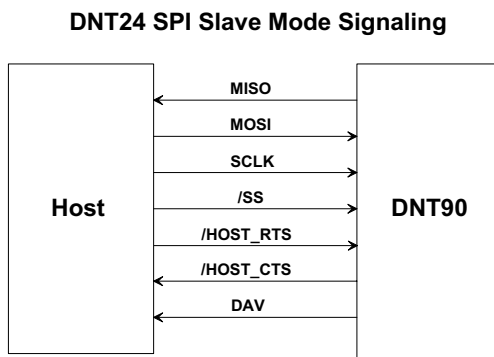 DNT24 SPI Slave Mode Signaling
MISO
MOSI
SCLK
Host
/SS
DNT90
/HOST_RTS
/HOST_CTS
DAV